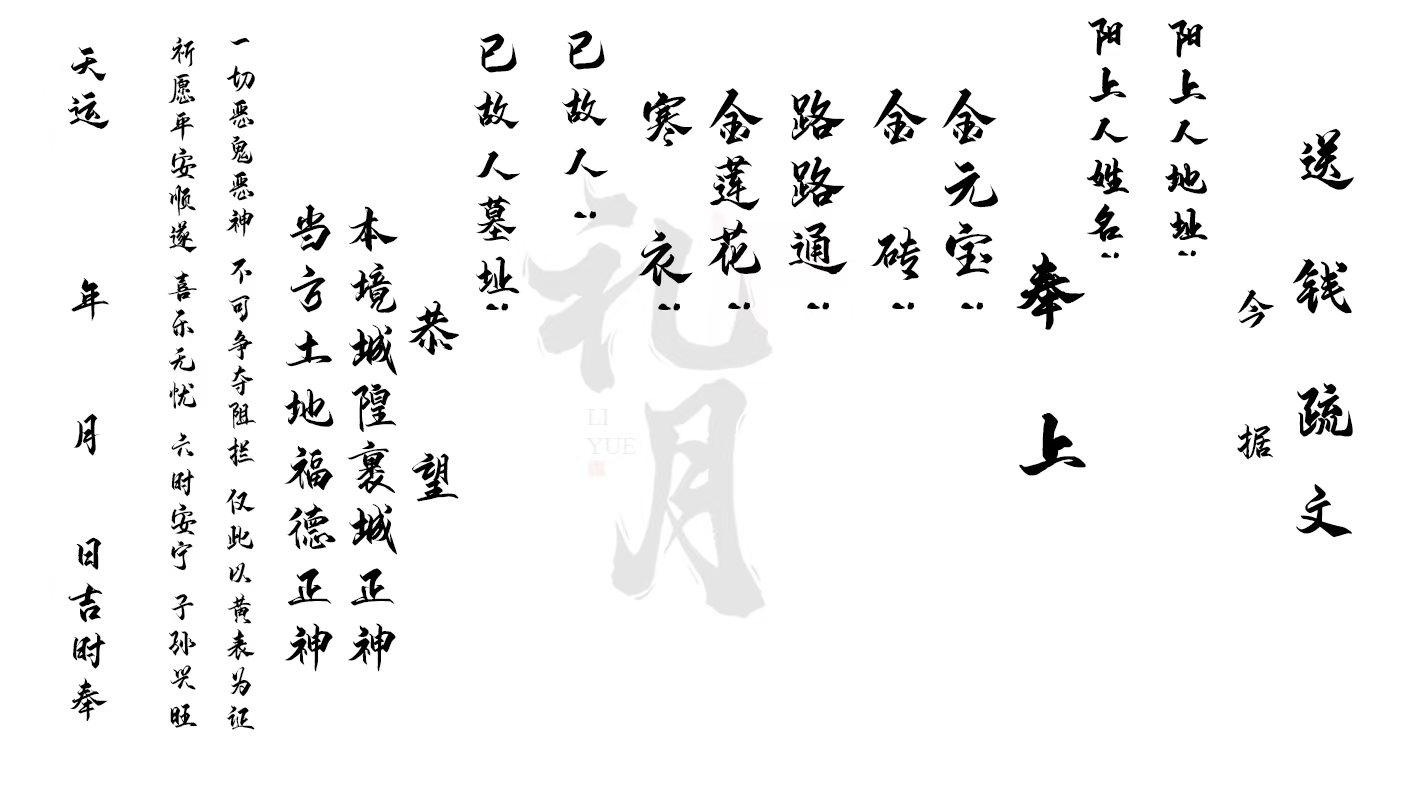 送钱疏文
今据
阳上人地址：
阳上人姓名：
奉上
金元宝：
金砖：
路路通：
金莲花：
寒衣：
已故人：
已故人墓址：
恭望
本境城隍裹城正神
当方土地福德正神
一切恶鬼恶神 不可争夺阻拦 仅此以黄表为证
祈愿平安顺遂 喜乐无忧 六时安宁 子孙兴旺
天运 年 月 日吉时奉
礼月
LI
YUE